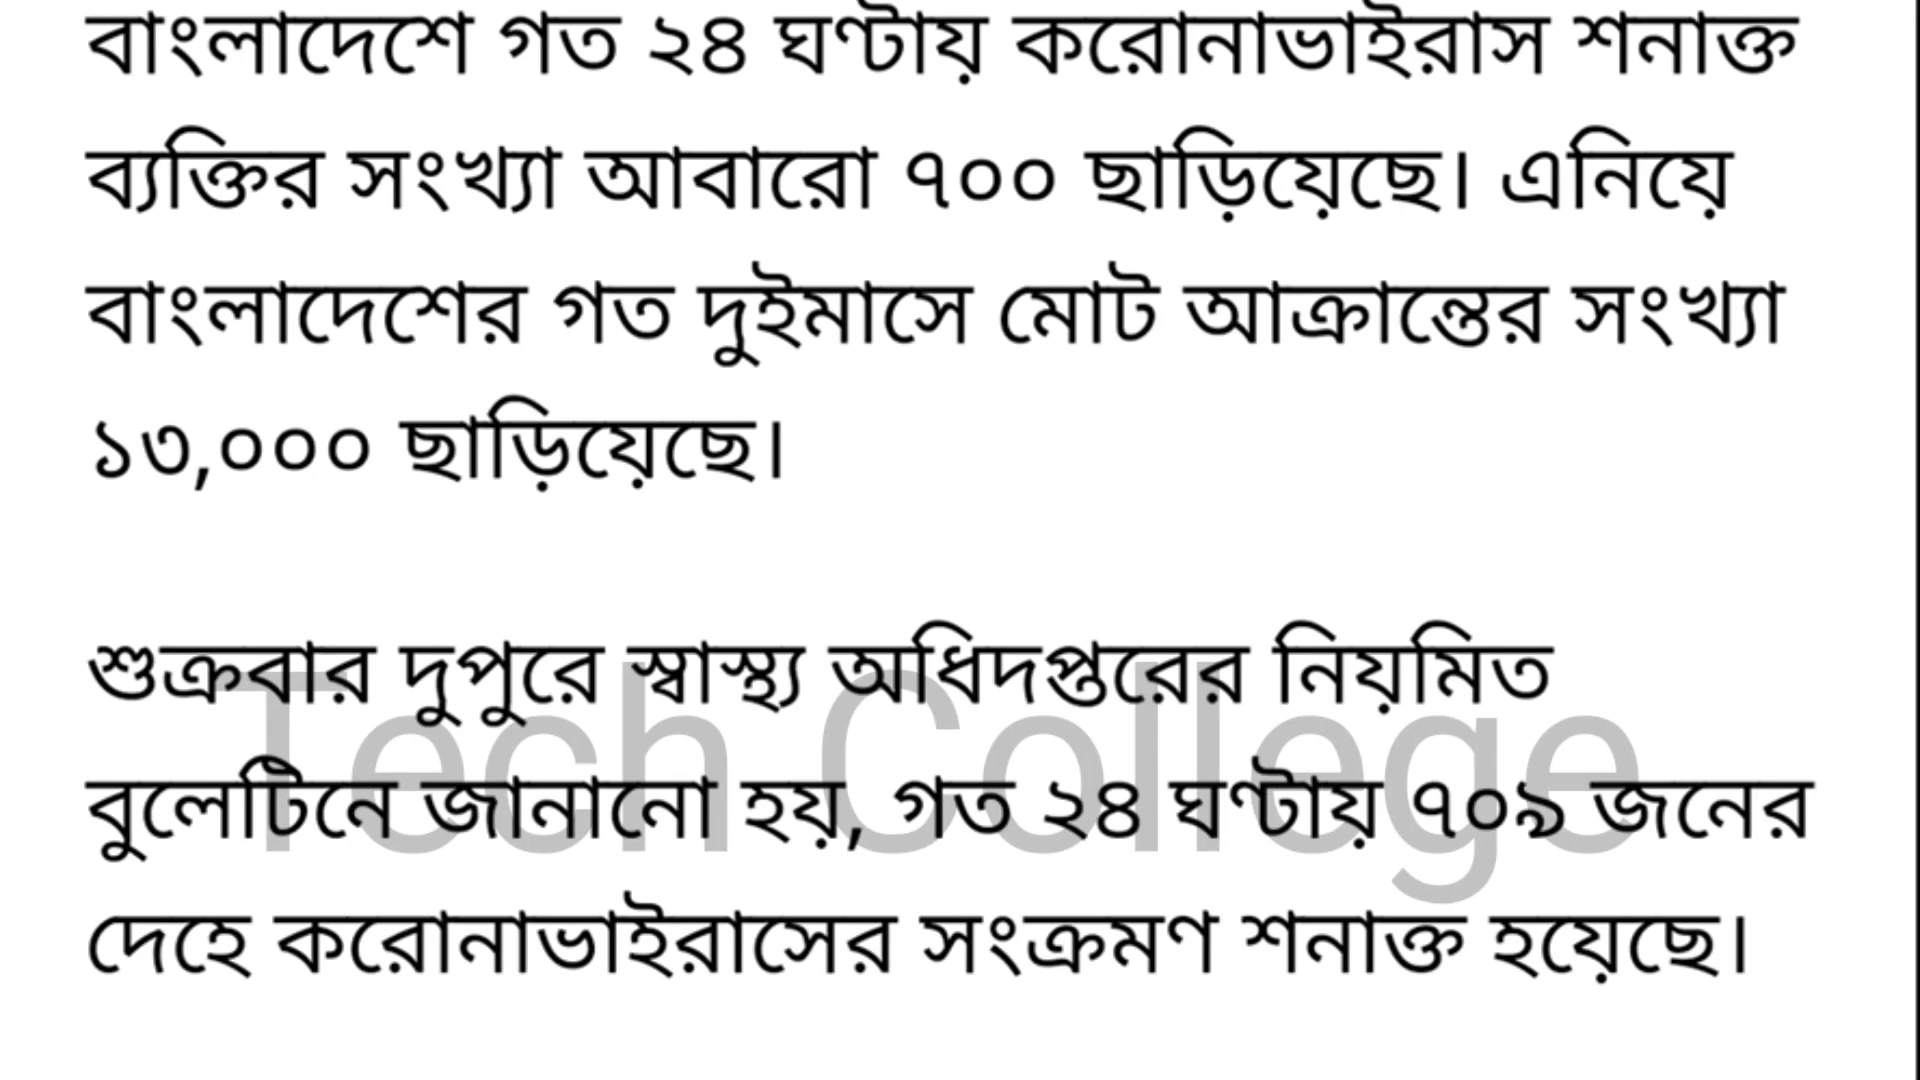 বাংলাদেশে গত ২৪ ঘণ্টায় করোনাভাইরাস শনাক্ত
ব্যক্তির সংখ্যা আবারো ৭০০ ছাড়িয়েছে। এনিয়ে
বাংলাদেশের গত দুইমাসে মোট আক্রান্তের সংখ্যা
১৩,০০০ ছাড়িয়েছে।
শুক্রবার দুপুরে স্বাস্থ্য অধিদপ্তরের নিয়মিত
Tech College
বুলেটিনে জানানো হয়, গত ২৪ ঘণ্টায় ৭০৯ জনের
দেহে করোনাভাইরাসের সংক্রমণ শনাক্ত হয়েছে।